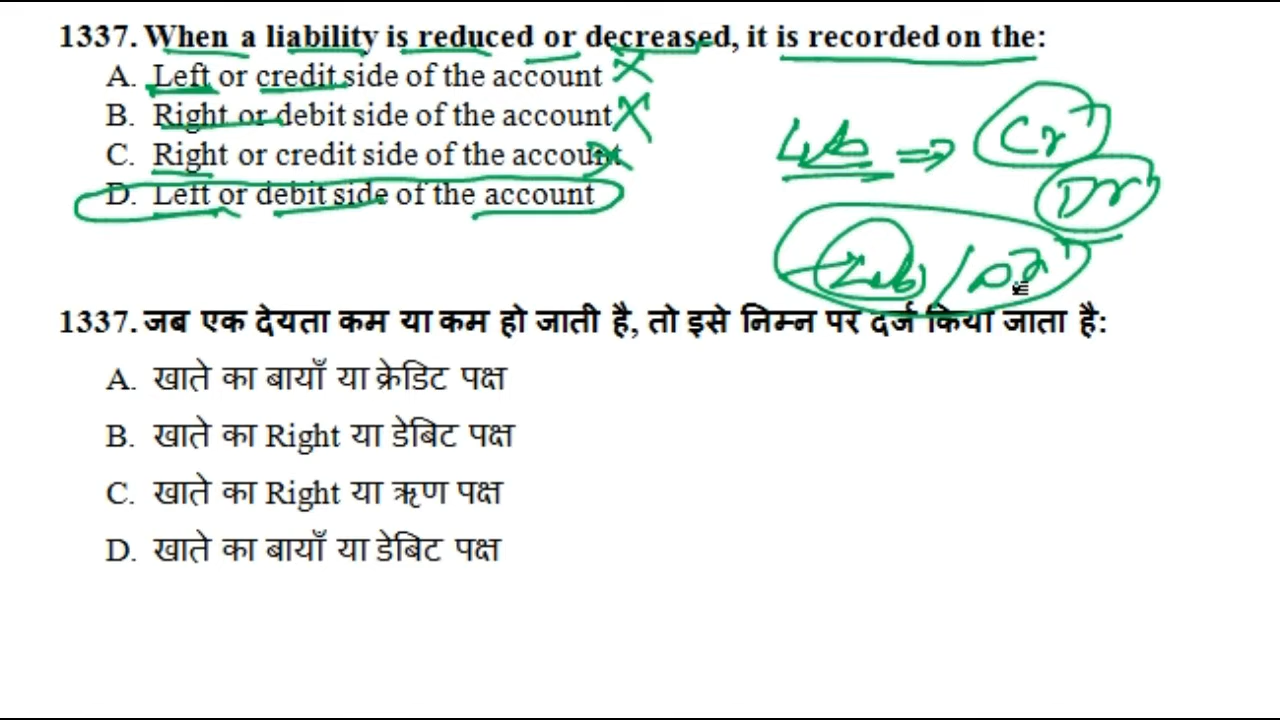 1337. When a liability is reduced or decreased, it is recorded on the:
A. Left or credit side of the account
B. Right or debit side of the account
C. Right or credit side of the account
D. Left or debit side of the account
Cr
Dr
1337. जब एक देयता कम या कम हो जाती है, तो इसे निम्न पर दर्ज किया जाता है:
A. खाते का बायाँ या क्रेडिट पक्ष
B. खाते का Right या डेबिट पक्ष
C. खाते का Right या ऋण पक्ष
D. खाते का बायाँ या डेबिट पक्ष